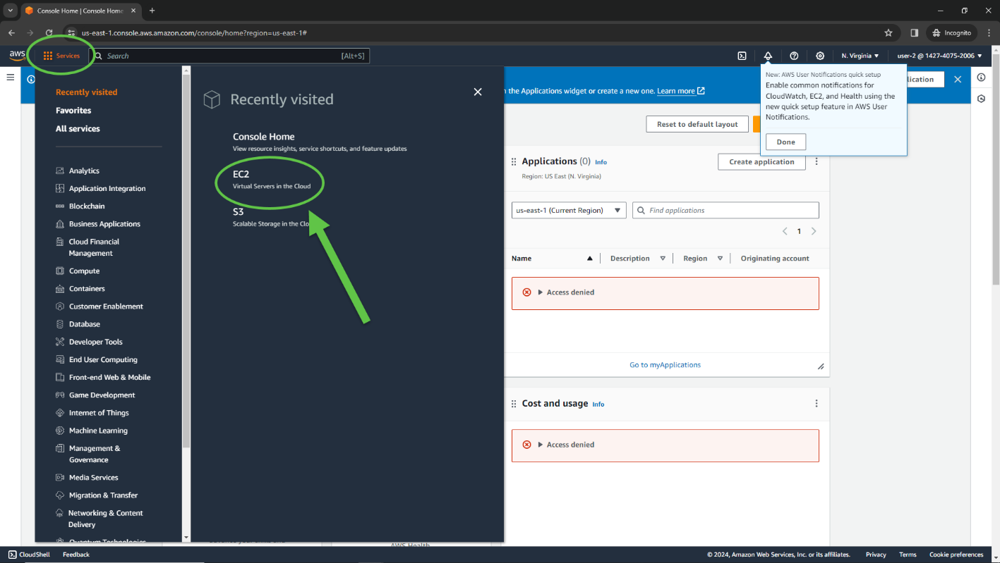 Console Home | Console Home
us-east-1.console.aws.amazon.com/console/home?region=us-east-1#
Incognito
aws
Services
Search
[Alt+S]
N. Virginia
user-2 @ 1427-4075-2006
Recently visited
Favorites
All services
Analytics
Application Integration
Blockchain
Business Applications
Cloud Financial
Management
Compute
Containers
Customer Enablement
Database
Developer Tools
End User Computing
Front-end Web & Mobile
Game Development
Internet of Things
Machine Learning
Management &
Governance
Media Services
Migration & Transfer
Networking & Content
Delivery
Quantum Technologies
Recently visited
Console Home
View resource insights, service shortcuts, and feature updates
EC2
Virtual Servers in the Cloud
S3
Scalable Storage in the Clo
n the Applications widget or create a new one. Learn more
lication
New: AWS User Notifications quick setup
Enable common notifications for
CloudWatch, EC2, and Health using the
new quick setup feature in AWS User
Notifications.
Done
Reset to default layout
Applications (0) Info
Region: US East (N. Virginia)
Create application
us-east-1 (Current Region)
Find applications
1
Name
Description
Region
Originating account
Access denied
Go to myApplications
Cost and usage Info
Access denied
AWS Health
CloudShell
Feedback
© 2024, Amazon Web Services, Inc. or its affiliates.
Privacy
Terms
Cookie preferences